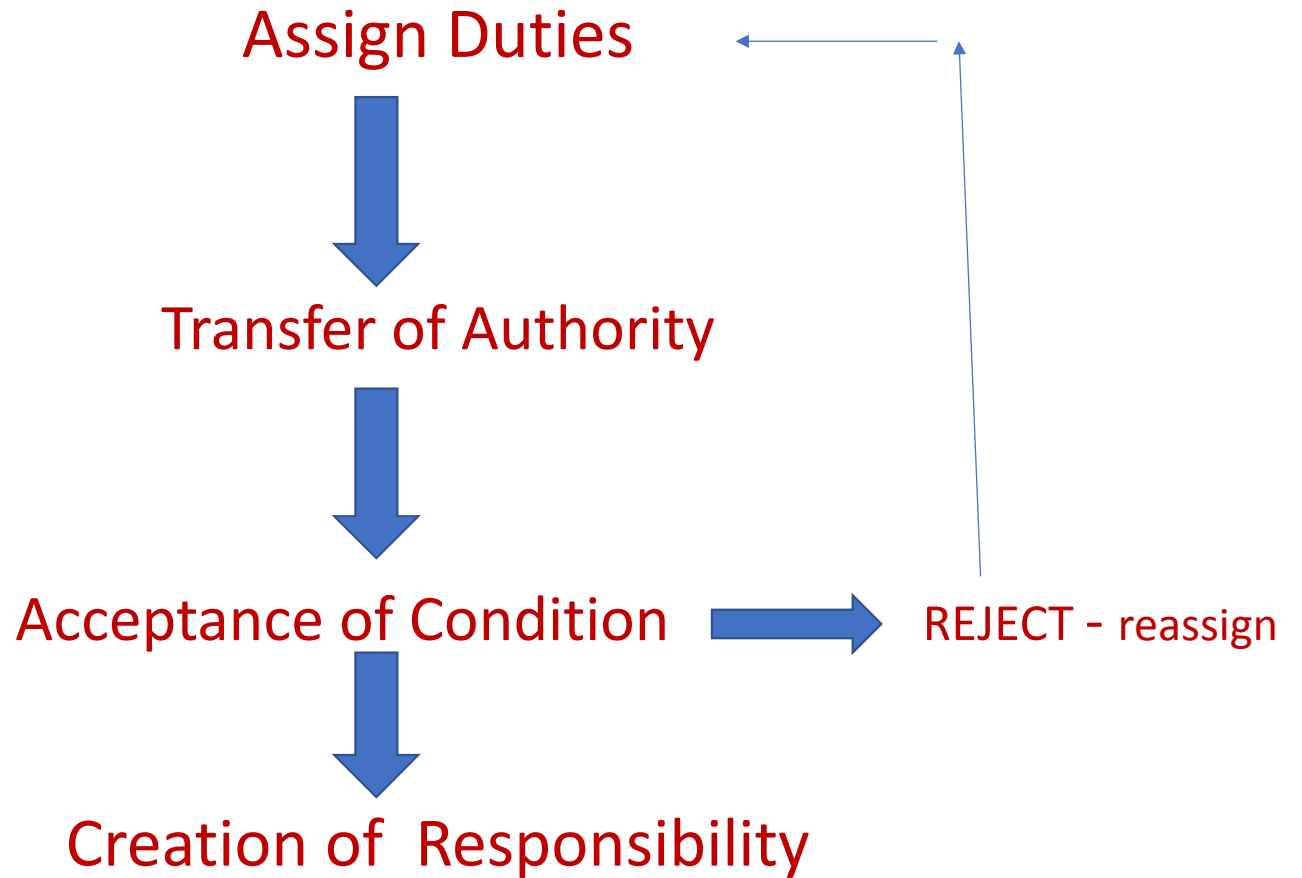 Assign Duties
Transfer of Authority
Acceptance of Condition
REJECT - reassign
Creation of Responsibility